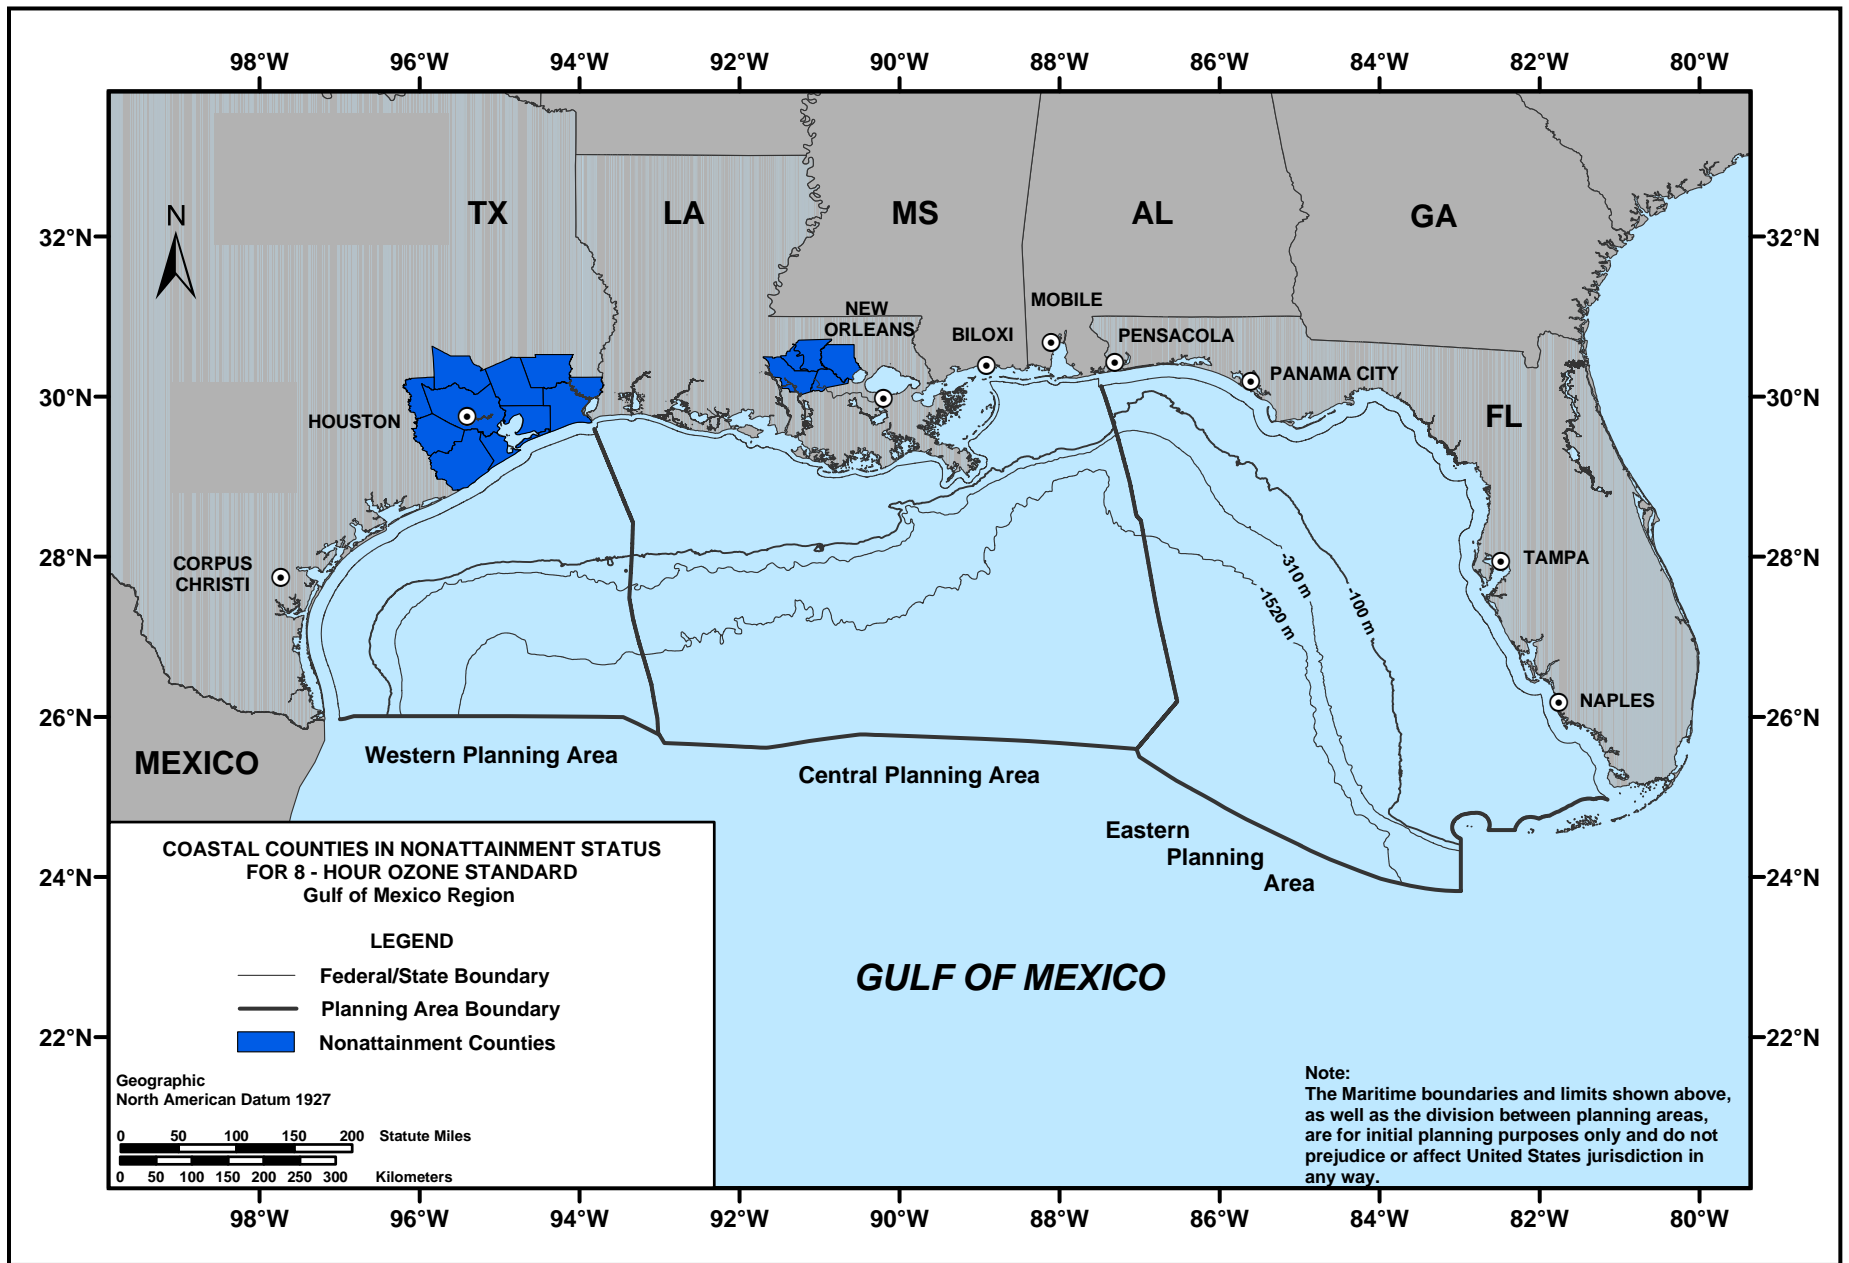 98°W 96°W 94°W 92°W 90°W 88°W 86°W 84°W 82°W 80°W
N
TX
LA
MS
AL
GA
32°N
32°N
NEW
ORLEANS
BILOXI
MOBILE
PENSACOLA
PANAMA CITY
30°N
30°N
HOUSTON
FL
28°N
28°N
CORPUS
CHRISTI
TAMPA
-310 m
-100 m
-1520 m
NAPLES
26°N
26°N
MEXICO
Western Planning Area
Central Planning Area
Eastern
Planning
Area
24°N
24°N
COASTAL COUNTIES IN NONATTAINMENT STATUS
FOR 8 - HOUR OZONE STANDARD
Gulf of Mexico Region
LEGEND
Federal/State Boundary
Planning Area Boundary
Nonattainment Counties
GULF OF MEXICO
22°N
22°N
Geographic
North American Datum 1927
0 50 100 150 200 Statute Miles
0 50 100 150 200 250 300 Kilometers
Note:
The Maritime boundaries and limits shown above,
as well as the division between planning areas,
are for initial planning purposes only and do not
prejudice or affect United States jurisdiction in
any way.
98°W 96°W 94°W 92°W 90°W 88°W 86°W 84°W 82°W 80°W